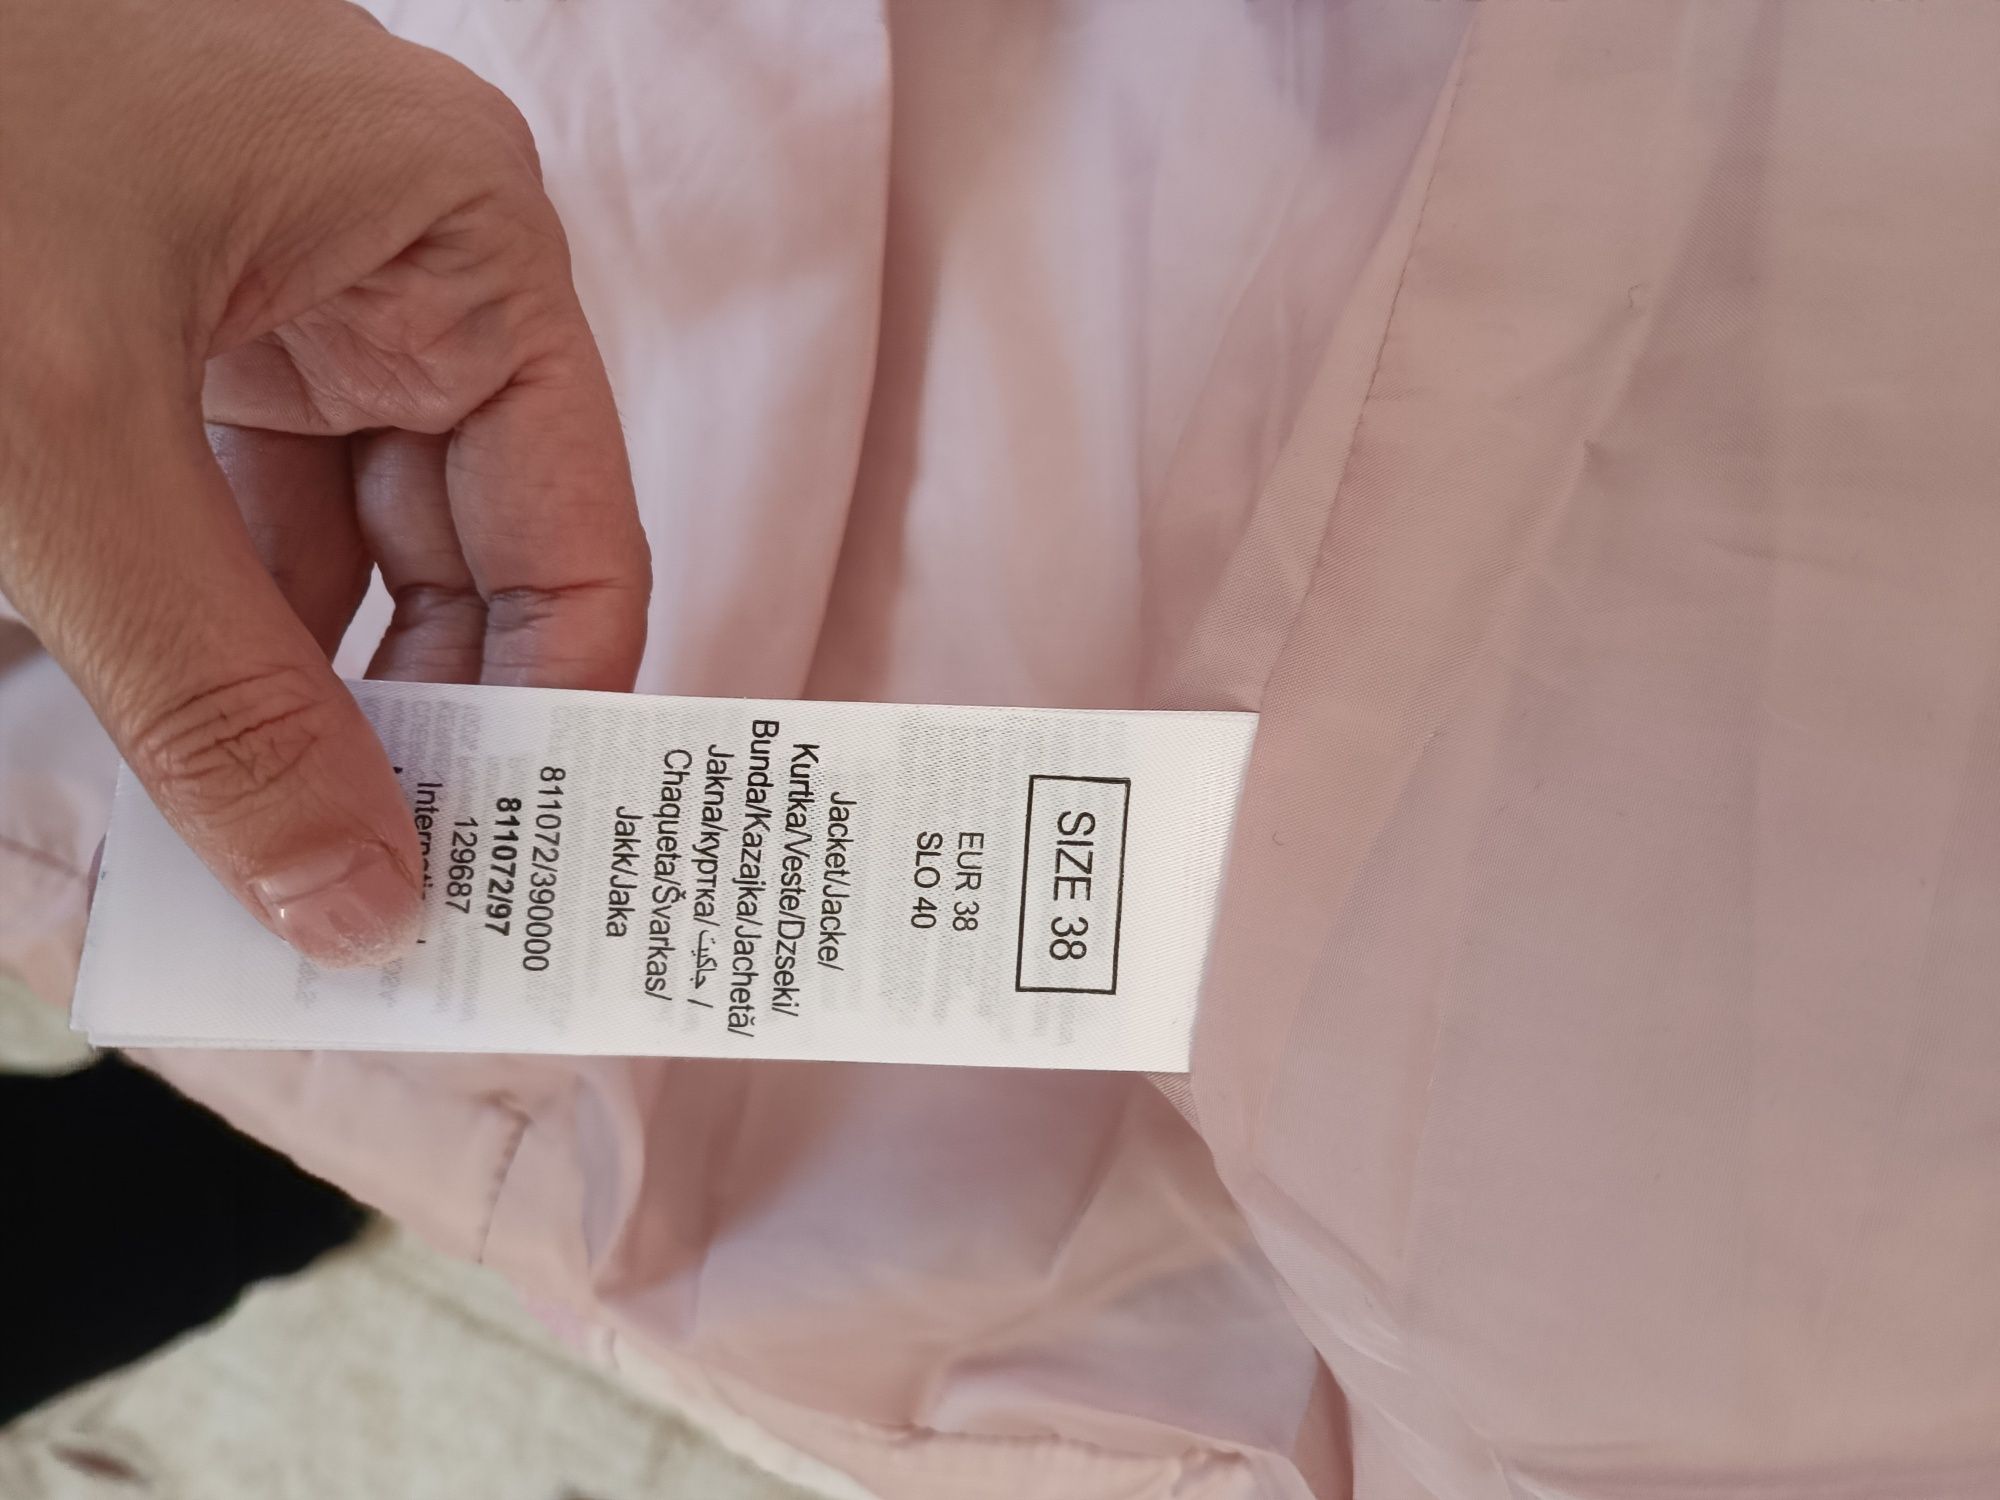 SIZE 38
EUR 38
SLO 40
Jacket/Jacke/
Kurtka/Veste/Dzseki/
Bunda/Kazajka/Jachetă/
Jakna/куртка/جاكيت/
Chaqueta/Švarkas/
Jakk/Jaka
811072/390000
811072/97
129687